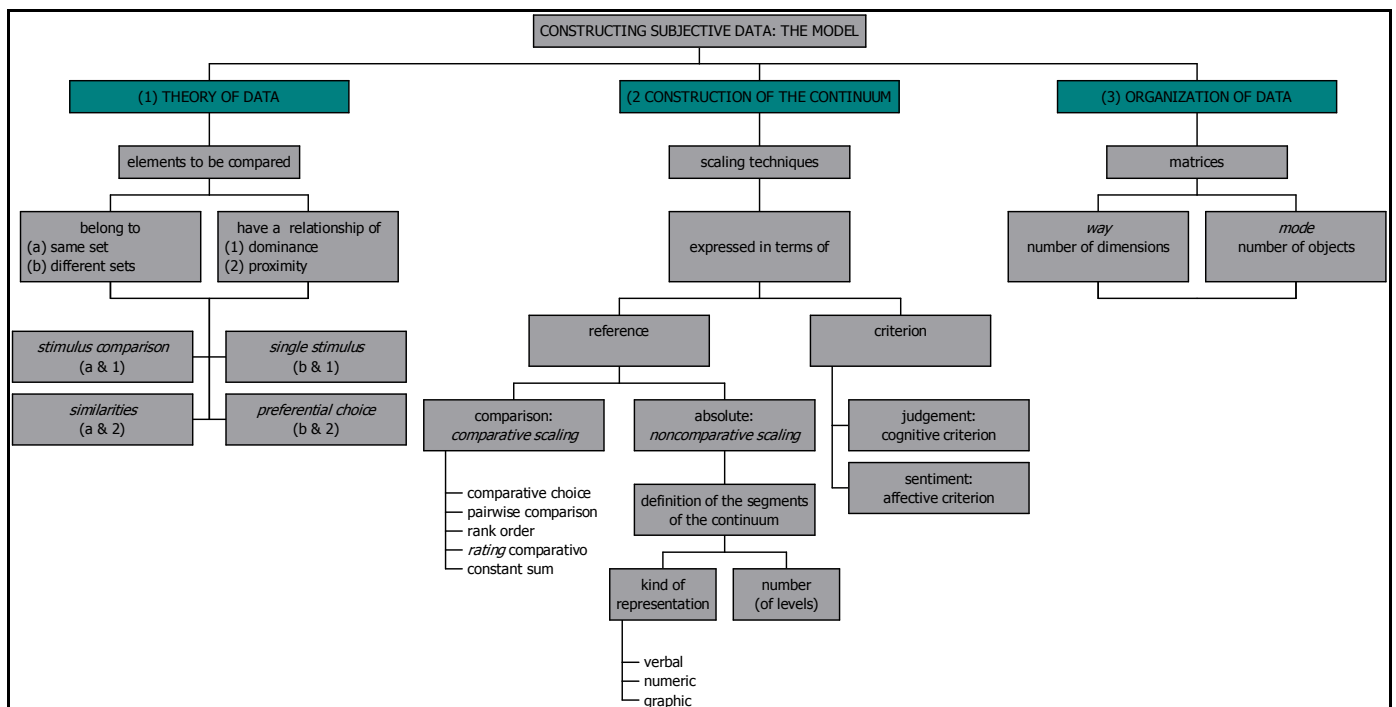 CONSTRUCTING SUBJECTIVE DATA: THE MODEL
(1) THEORY OF DATA
elements to be compared
belong to
(a) same set
(b) different sets
have a relationship of
(1) dominance
(2) proximity
stimulus comparison
(a & 1)
single stimulus
(b & 1)
similarities
(a & 2)
preferential choice
(b & 2)
(2 CONSTRUCTION OF THE CONTINUUM
scaling techniques
expressed in terms of
reference
comparison:
comparative scaling
comparative choice
pairwise comparison
rank order
rating comparativo
constant sum
absolute:
noncomparative scaling
definition of the segments
of the continuum
kind of
representation
verbal
numeric
graphic
number
(of levels)
criterion
judgement:
cognitive criterion
sentiment:
affective criterion
(3) ORGANIZATION OF DATA
matrices
way
number of dimensions
mode
number of objects